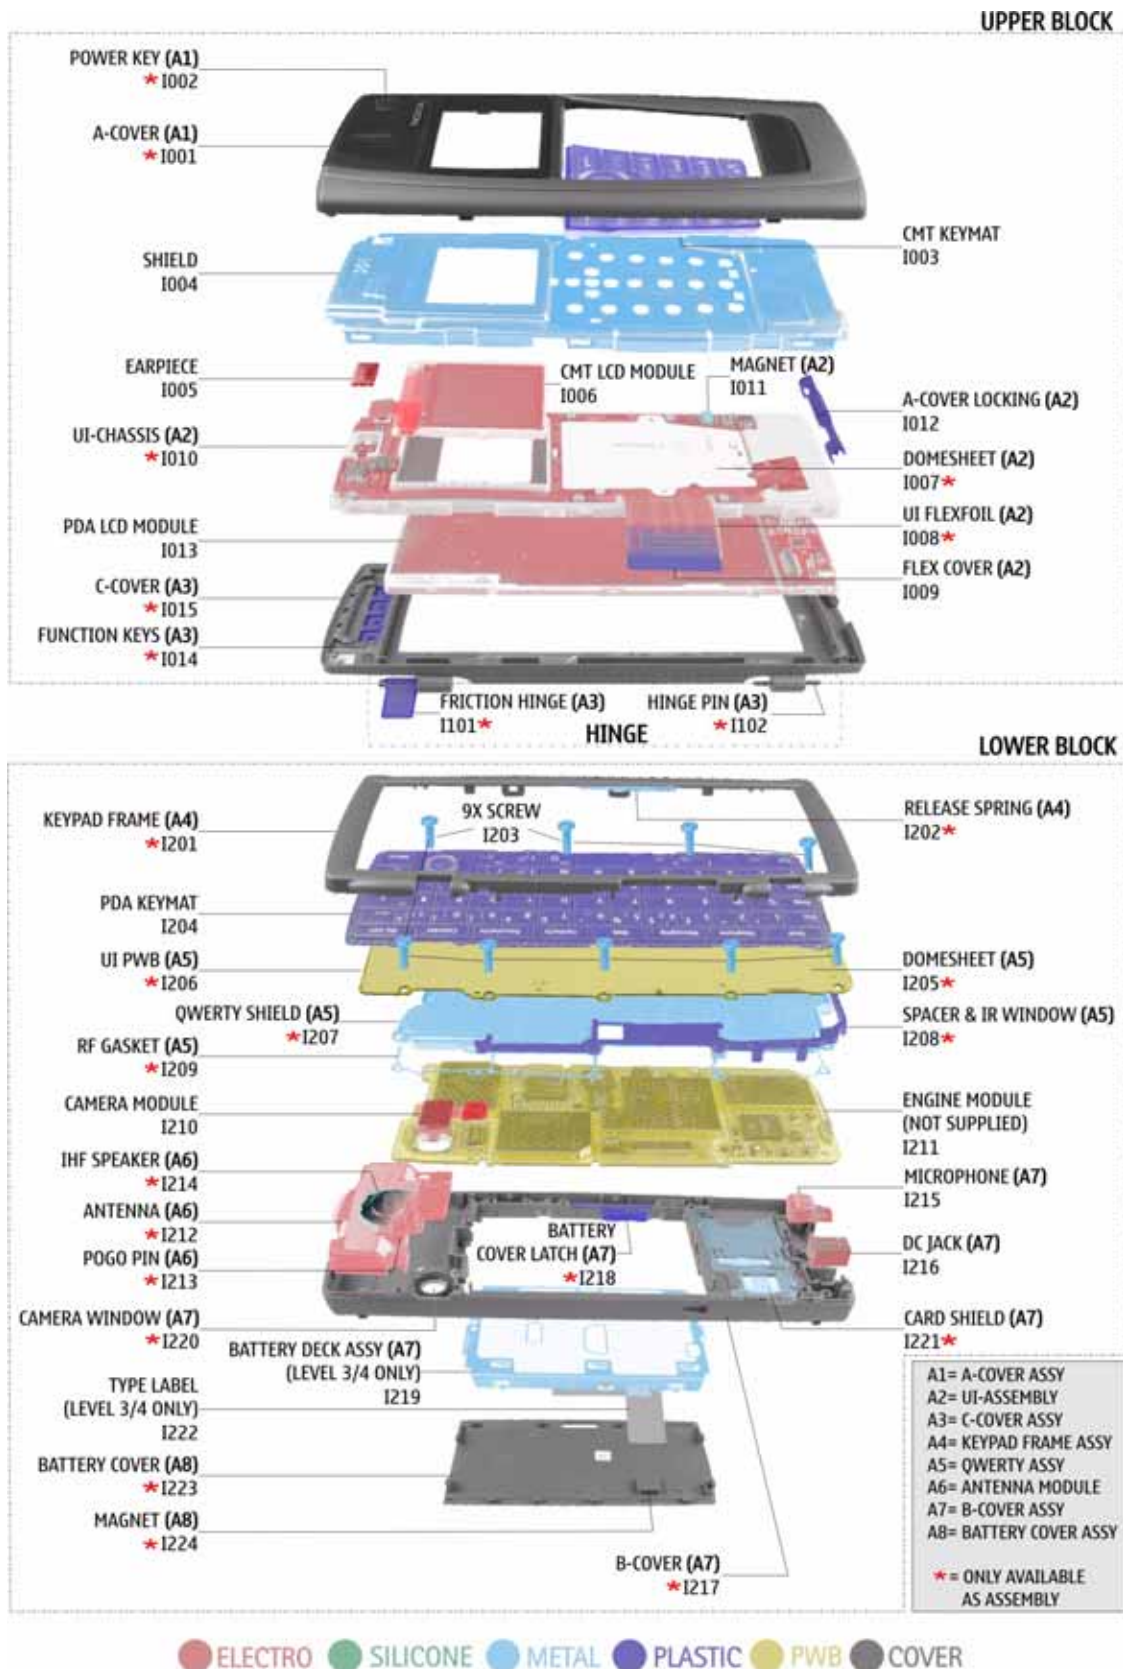 UPPER BLOCK
POWER KEY (A1)
* I002
A-COVER (A1)
* I001
CMT KEYMAT
I003
SHIELD
I004
EARPIECE
I005
CMT LCD MODULE
I006
MAGNET (A2)
I011
A-COVER LOCKING (A2)
I012
UI-CHASSIS (A2)
* I010
DOMESHEET (A2)
I007 *
UI FLEXFOIL (A2)
I008 *
PDA LCD MODULE
I013
FLEX COVER (A2)
I009
C-COVER (A3)
* I015
FUNCTION KEYS (A3)
* I014
FRICTION HINGE (A3)
I101 *
HINGE PIN (A3)
* I102
HINGE
LOWER BLOCK
KEYPAD FRAME (A4)
* I201
9X SCREW
I203
RELEASE SPRING (A4)
I202 *
PDA KEYMAT
I204
UI PWB (A5)
* I206
DOMESHEET (A5)
I205 *
QWERTY SHIELD (A5)
* I207
SPACER & IR WINDOW (A5)
I208 *
RF GASKET (A5)
* I209
CAMERA MODULE
I210
ENGINE MODULE
(NOT SUPPLIED)
I211
IHF SPEAKER (A6)
* I214
MICROPHONE (A7)
I215
ANTENNA (A6)
* I212
BATTERY
COVER LATCH (A7)
* I218
DC JACK (A7)
I216
POGO PIN (A6)
* I213
CAMERA WINDOW (A7)
* I220
CARD SHIELD (A7)
I221 *
BATTERY DECK ASSY (A7)
(LEVEL 3/4 ONLY)
I219
TYPE LABEL
(LEVEL 3/4 ONLY)
I222
BATTERY COVER (A8)
* I223
MAGNET (A8)
* I224
B-COVER (A7)
* I217
A1= A-COVER ASSY
A2= UI-ASSEMBLY
A3= C-COVER ASSY
A4= KEYPAD FRAME ASSY
A5= QWERTY ASSY
A6= ANTENNA MODULE
A7= B-COVER ASSY
A8= BATTERY COVER ASSY
* = ONLY AVAILABLE
AS ASSEMBLY
ELECTRO
SILICONE
METAL
PLASTIC
PWB
COVER